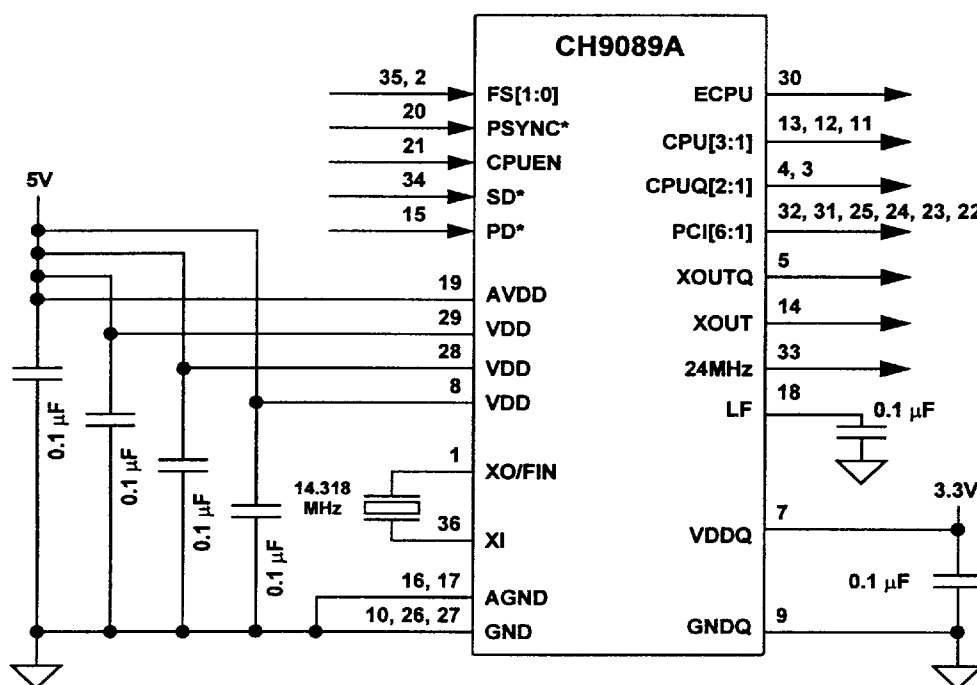 CH9089A
35, 2
FS[1:0]
20
PSYNC*
21
CPUEN
34
SD*
15
PD*
5V
19
AVDD
29
VDD
28
VDD
8
VDD
0.1 µF
0.1 µF
0.1 µF
0.1 µF
1
XO/FIN
14.318
MHz
36
XI
16, 17
AGND
10, 26, 27
GND
30
ECPU
13, 12, 11
CPU[3:1]
4, 3
CPUQ[2:1]
32, 31, 25, 24, 23, 22
PCI[6:1]
5
XOUTQ
14
XOUT
33
24MHz
18
LF
0.1 µF
3.3V
7
VDDQ
0.1 µF
9
GNDQ